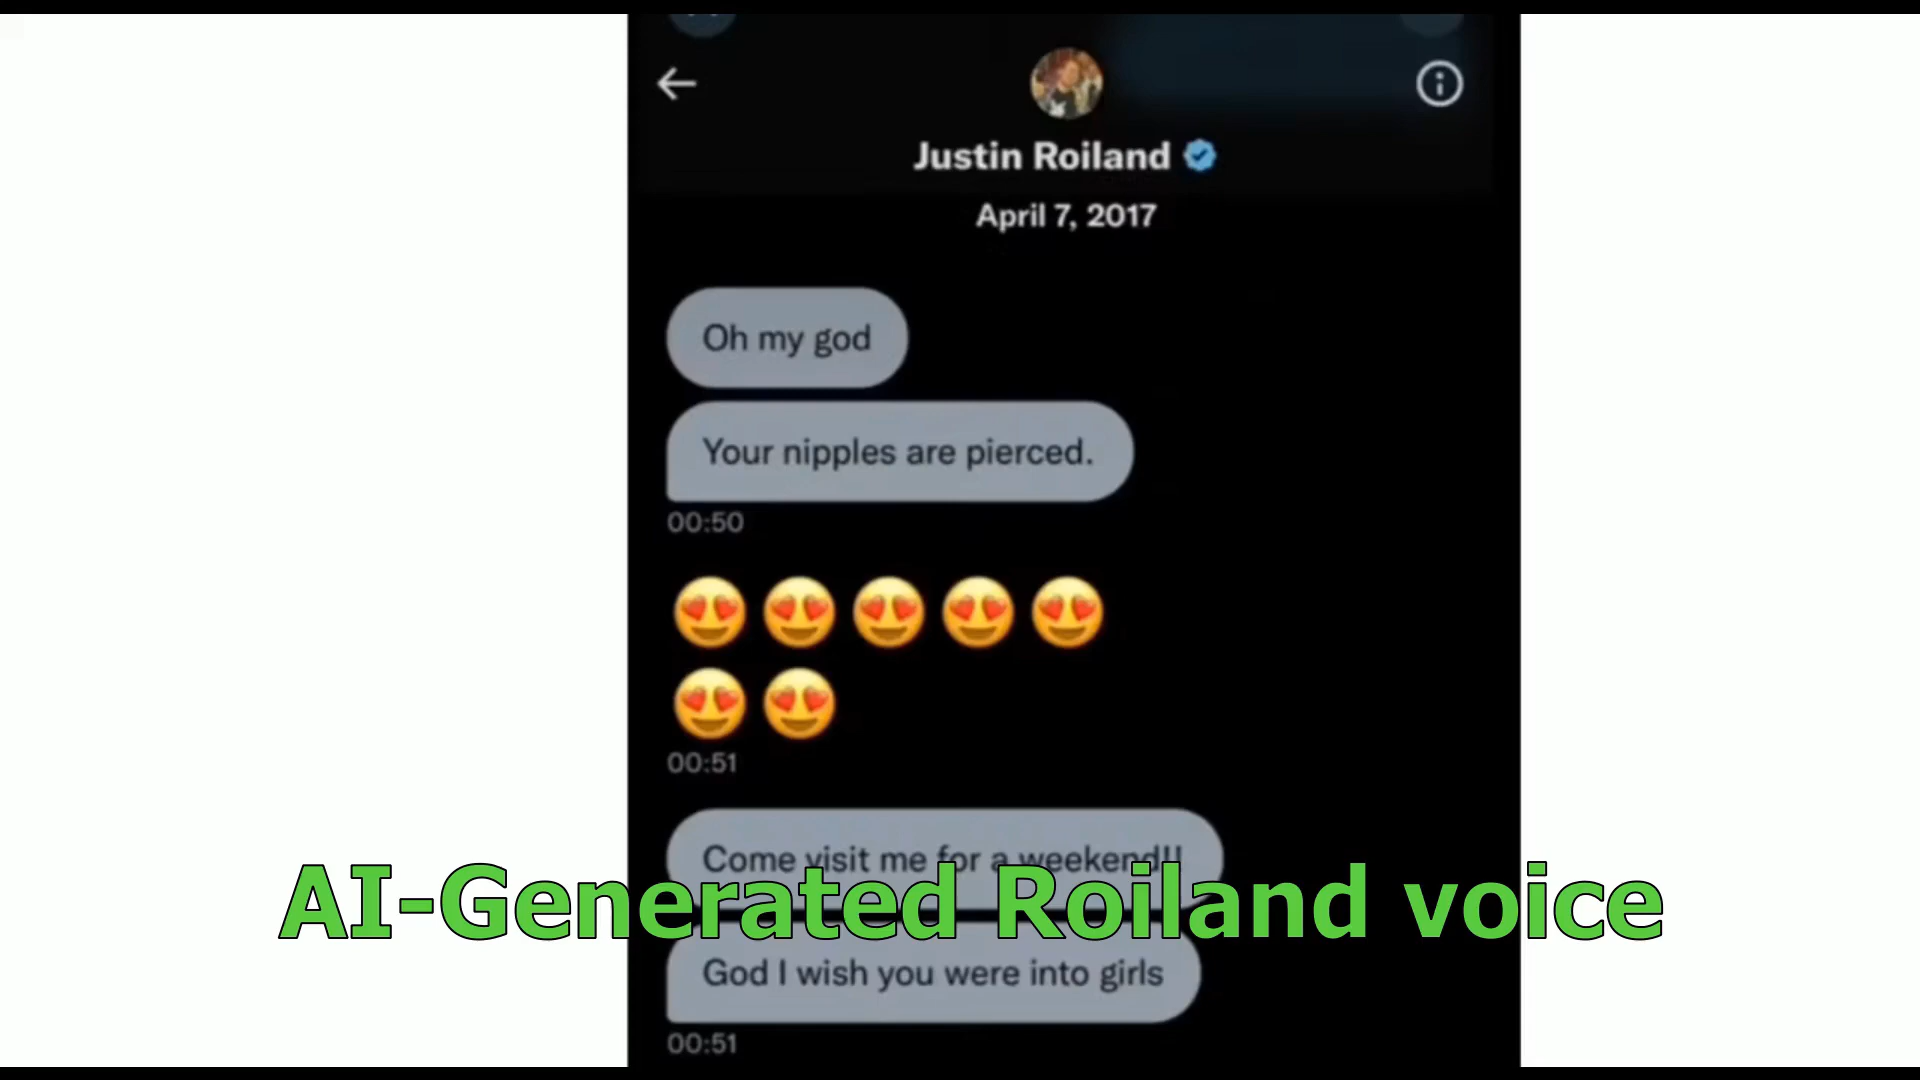 Justin Roiland
April 7, 2017
Oh my god
Your nipples are pierced.
00:50
😍😍😍😍😍
😍😍
00:51
Come visit me for a weekend!!
AI-Generated Roiland voice
God I wish you were into girls
00:51